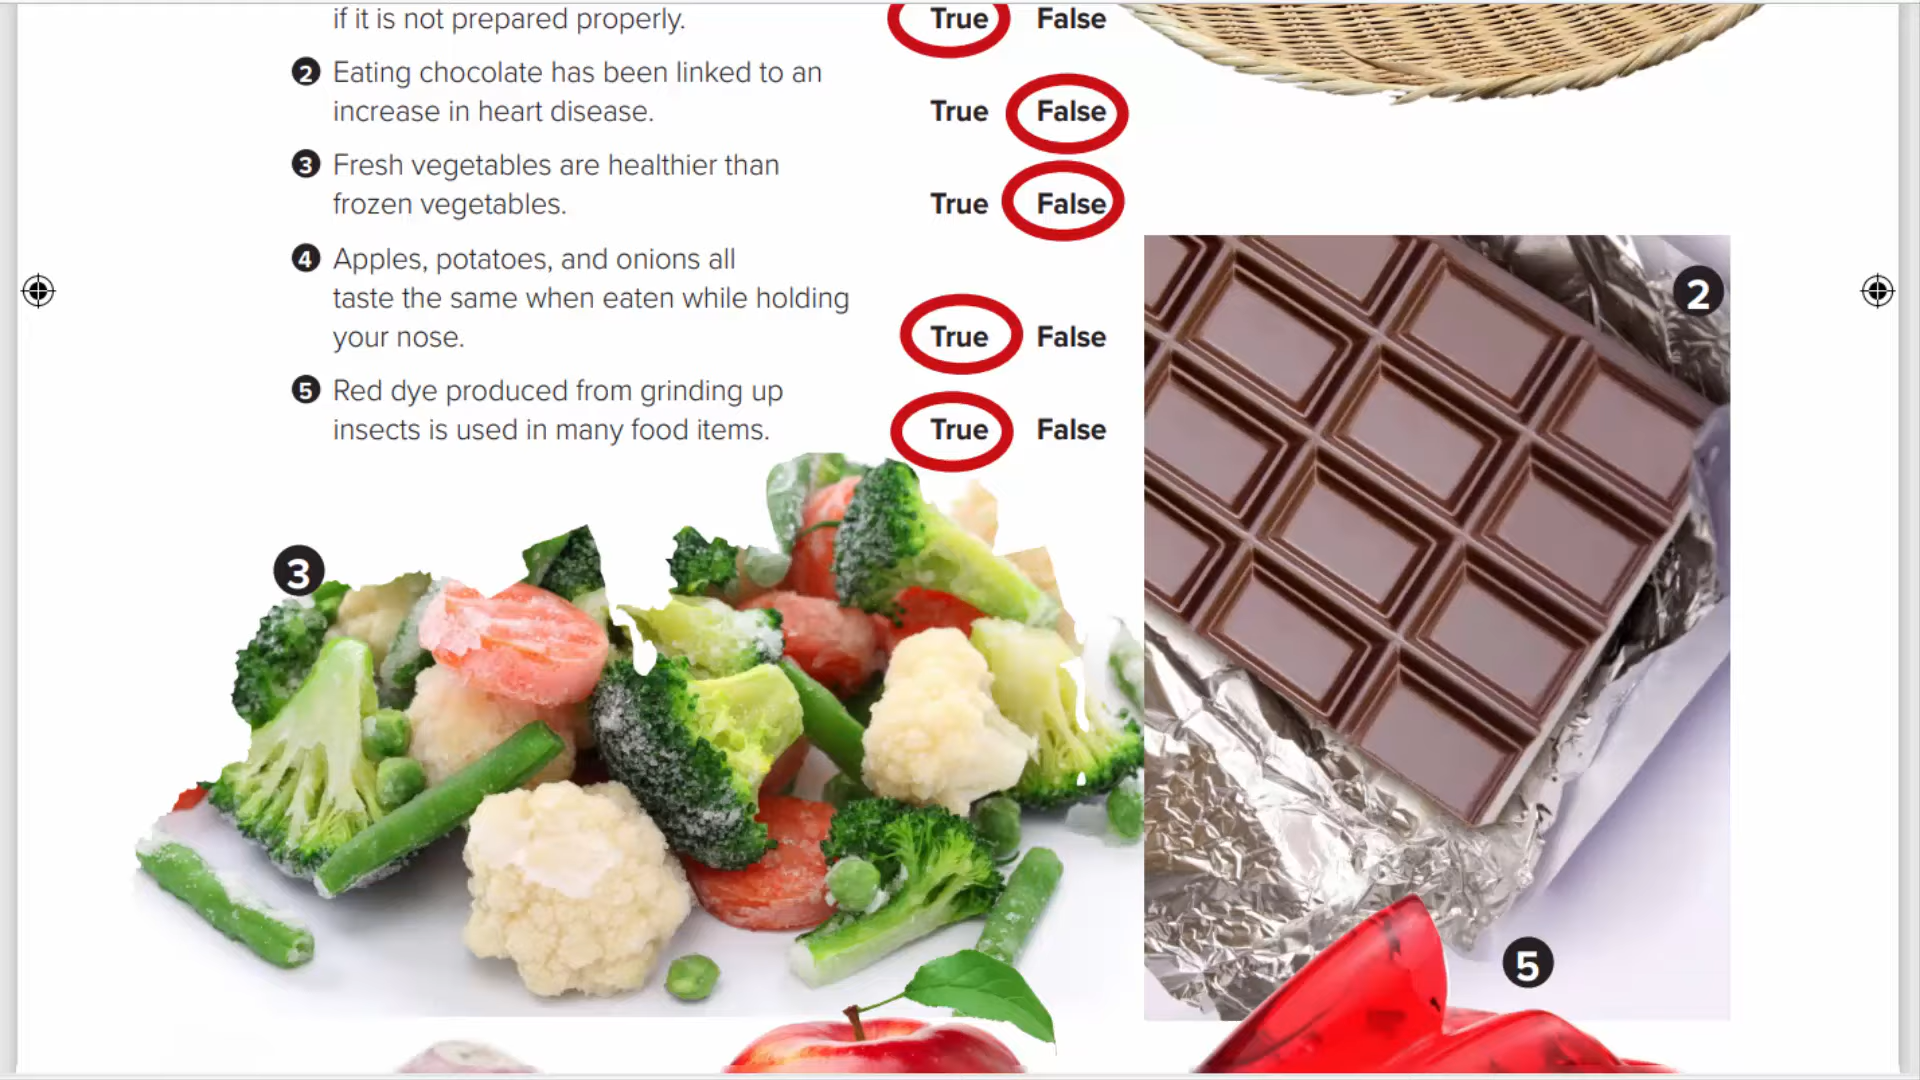 if it is not prepared properly. True False
2 Eating chocolate has been linked to an
increase in heart disease. True False
3 Fresh vegetables are healthier than
frozen vegetables. True False
4 Apples, potatoes, and onions all
taste the same when eaten while holding
your nose. True False
5 Red dye produced from grinding up
insects is used in many food items. True False
2
3
5